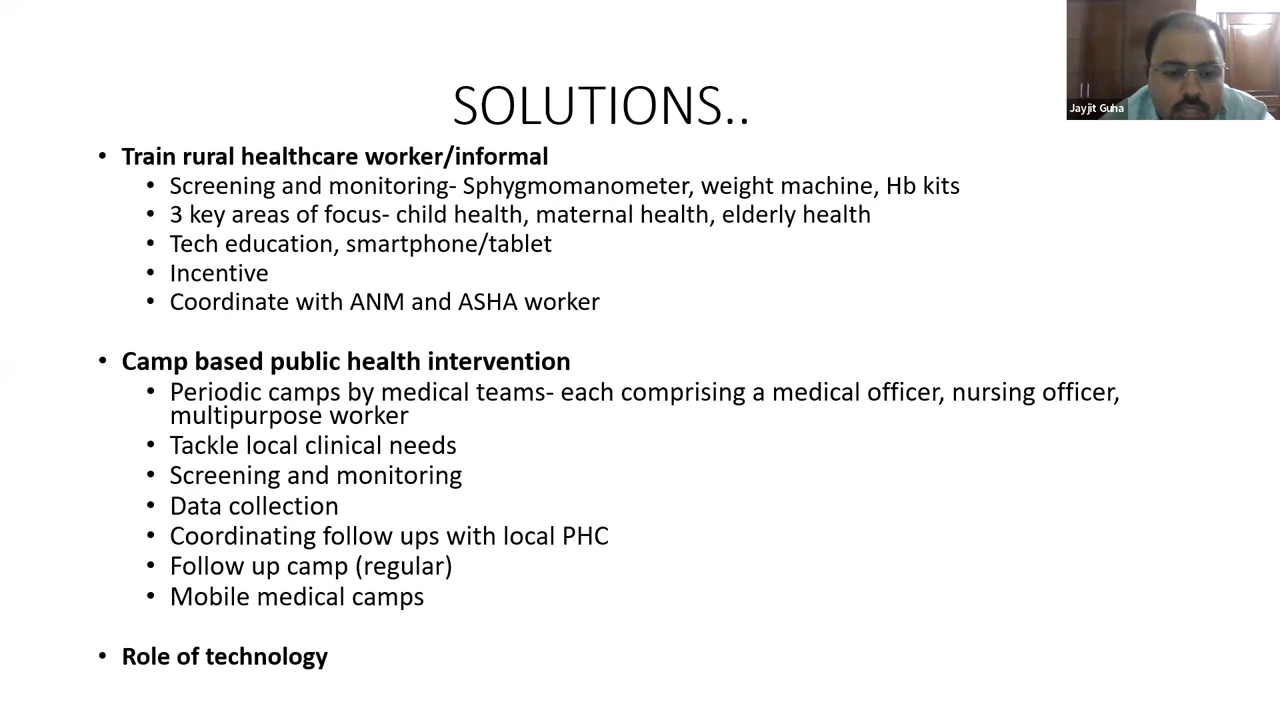 Jayjit Guha
SOLUTIONS..
• Train rural healthcare worker/informal
• Screening and monitoring- Sphygmomanometer, weight machine, Hb kits
• 3 key areas of focus- child health, maternal health, elderly health
• Tech education, smartphone/tablet
• Incentive
• Coordinate with ANM and ASHA worker
• Camp based public health intervention
• Periodic camps by medical teams- each comprising a medical officer, nursing officer,
multipurpose worker
• Tackle local clinical needs
• Screening and monitoring
• Data collection
• Coordinating follow ups with local PHC
• Follow up camp (regular)
• Mobile medical camps
• Role of technology